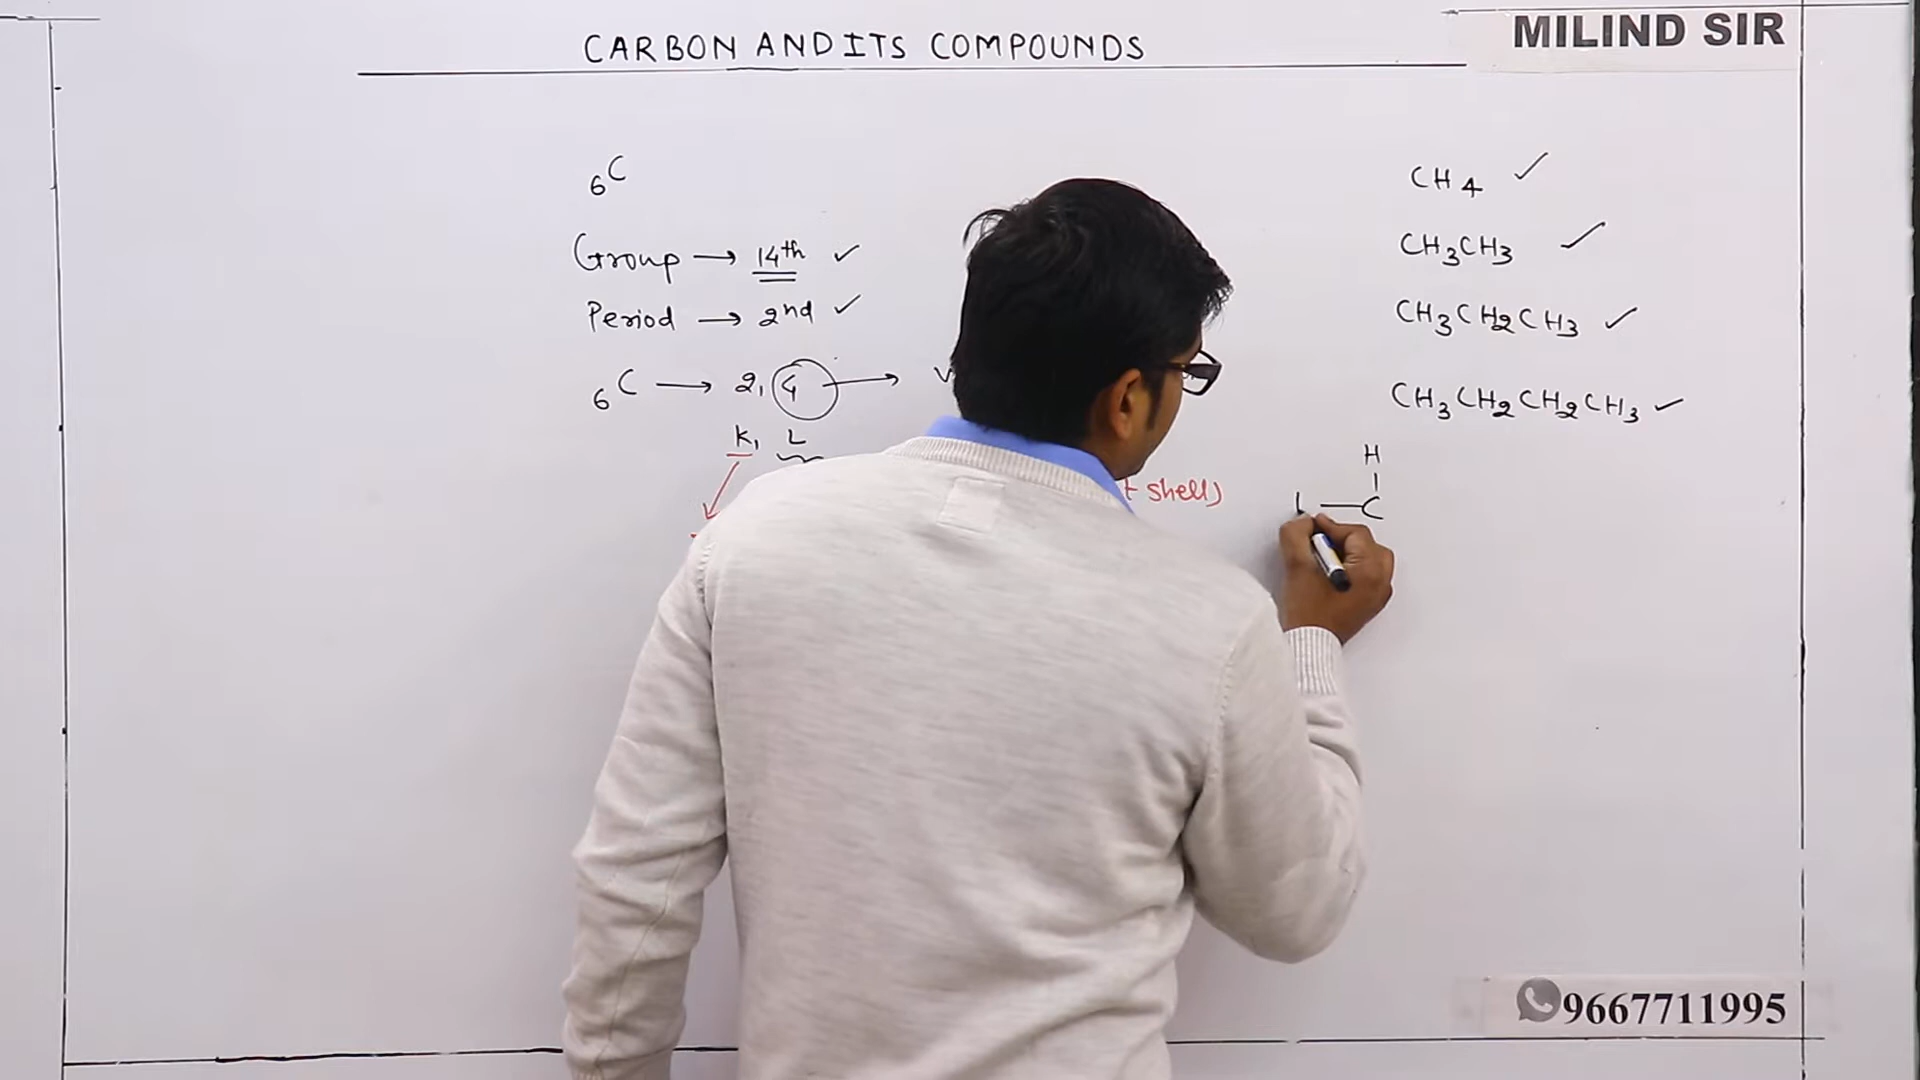 CARBON AND ITS COMPOUNDS
MILIND SIR
6C
Group → 14th ✓
Period → 2nd ✓
6C → 2, 4 →
K, L
shell)
CH4 ✓
CH3CH3 ✓
CH3CH2CH3 ✓
CH3CH2CH2CH3 ✓
H
C
9667711995